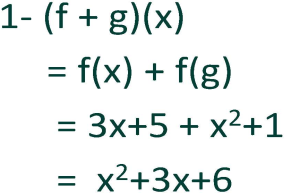 1- (f + g)(x)
= f(x) + f(g)
= 3x+5 + x²+1
= x²+3x+6